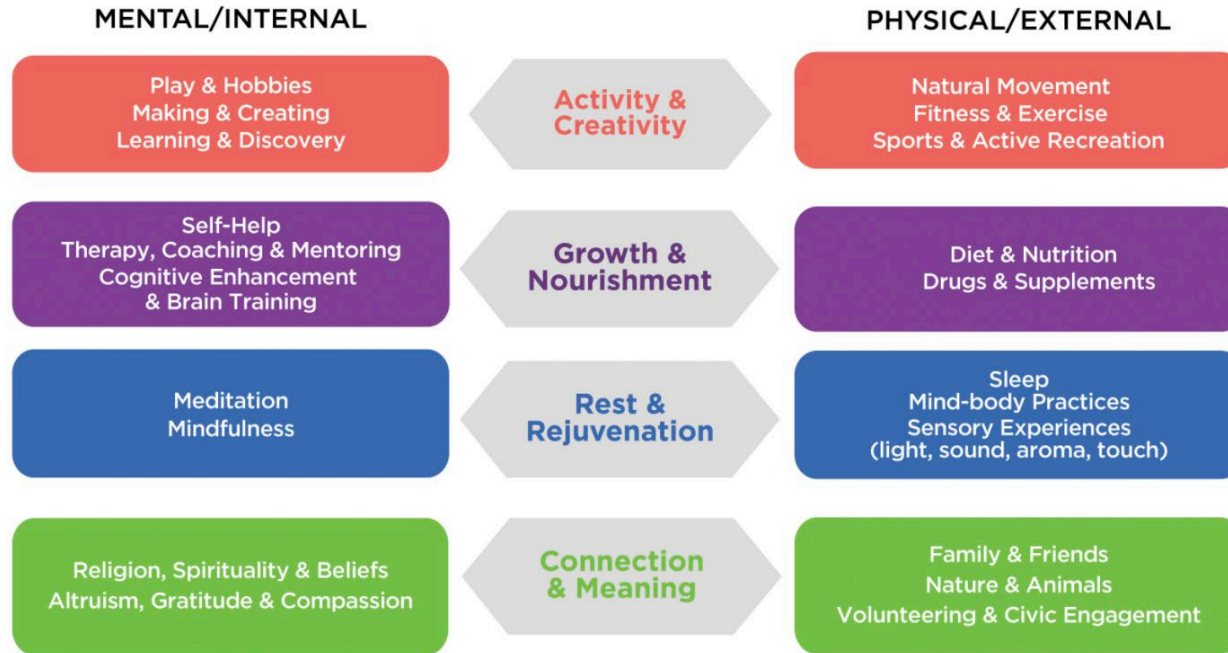 MENTAL/INTERNAL
PHYSICAL/EXTERNAL
Play & Hobbies
Making & Creating
Learning & Discovery
Activity &
Creativity
Natural Movement
Fitness & Exercise
Sports & Active Recreation
Self-Help
Therapy, Coaching & Mentoring
Cognitive Enhancement
& Brain Training
Growth &
Nourishment
Diet & Nutrition
Drugs & Supplements
Meditation
Mindfulness
Rest &
Rejuvenation
Sleep
Mind-body Practices
Sensory Experiences
(light, sound, aroma, touch)
Religion, Spirituality & Beliefs
Altruism, Gratitude & Compassion
Connection
& Meaning
Family & Friends
Nature & Animals
Volunteering & Civic Engagement